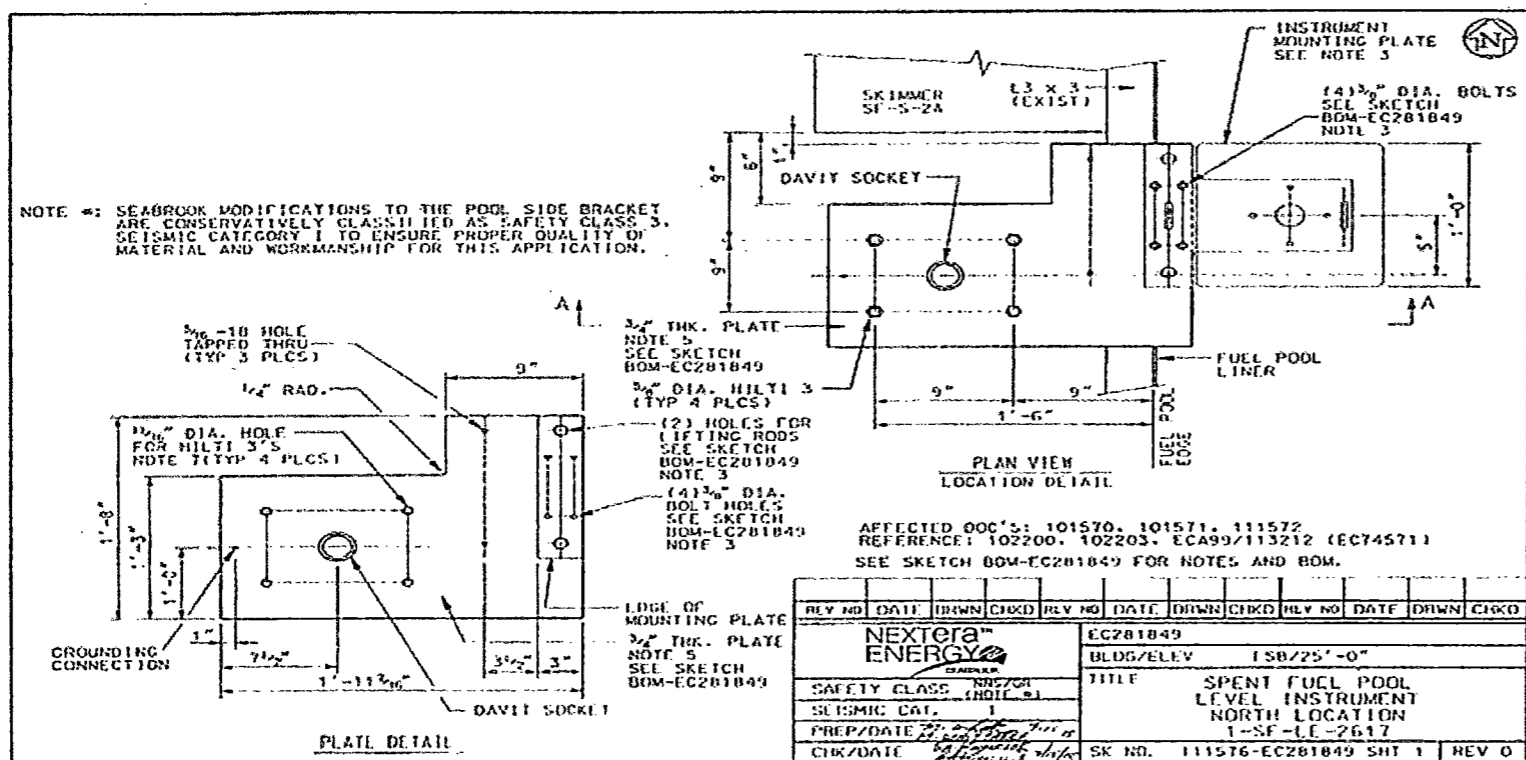 INSTRUMENT
MOUNTING PLATE
SEE NOTE 3
N
SKIMMER
SF-S-2A
L3 x 3
(EXIST)
(4) 3/8" DIA. BOLTS
SEE SKETCH
BOM-EC281849
NOTE 3
9"
6"
1"
DAVIT SOCKET
5"
1'-0"
9"
NOTE *: SEABROOK MODIFICATIONS TO THE POOL SIDE BRACKET
ARE CONSERVATIVELY CLASSIFIED AS SAFETY CLASS 3,
SEISMIC CATEGORY I TO ENSURE PROPER QUALITY OF
MATERIAL AND WORKMANSHIP FOR THIS APPLICATION.
A
A
3/4" THK. PLATE
NOTE 5
SEE SKETCH
BOM-EC281849
DIA. HILTI 3
(TYP 4 PLCS)
FUEL POOL
LINER
9"
9"
1'-6"
FUEL POOL
EDGE
PLAN VIEW
LOCATION DETAIL
5/16-18 HOLE
TAPPED THRU
(TYP 3 PLCS)
1/4" RAD.
9"
11/16" DIA. HOLE
FOR HILTI 3'S
NOTE 7(TYP 4 PLCS)
(2) HOLES FOR
LIFTING RODS
SEE SKETCH
BOM-EC281849
NOTE 3
(4) 3/8" DIA.
BOLT HOLES
SEE SKETCH
BOM-EC281849
NOTE 3
1'-8"
1'-3"
EDGE OF
MOUNTING PLATE
3/4" THK. PLATE
NOTE 5
SEE SKETCH
BOM-EC281849
GROUNDING
CONNECTION
1"
7 1/2"
3 1/2"
3"
1'-11 3/16"
DAVIT SOCKET
PLATE DETAIL
AFFECTED DOC'S: 101570, 101571, 111572
REFERENCE: 102200, 102203, ECA99/113212 (EC74571)
SEE SKETCH BOM-EC281849 FOR NOTES AND BOM.
REV NO DATE DRWN CHKD REV NO DATE DRWN CHKD REV NO DATE DRWN CHKD
NEXTera™
ENERGY
SEABROOK
EC281849
BLDG/ELEV FSB/25'-0"
SAFETY CLASS (NOTE *)
SEISMIC CAT. I
PREP/DATE
CHK/DATE
TITLE
SPENT FUEL POOL
LEVEL INSTRUMENT
NORTH LOCATION
1-SF-LE-2617
SK NO. 111576-EC281849 SHT 1 REV 0